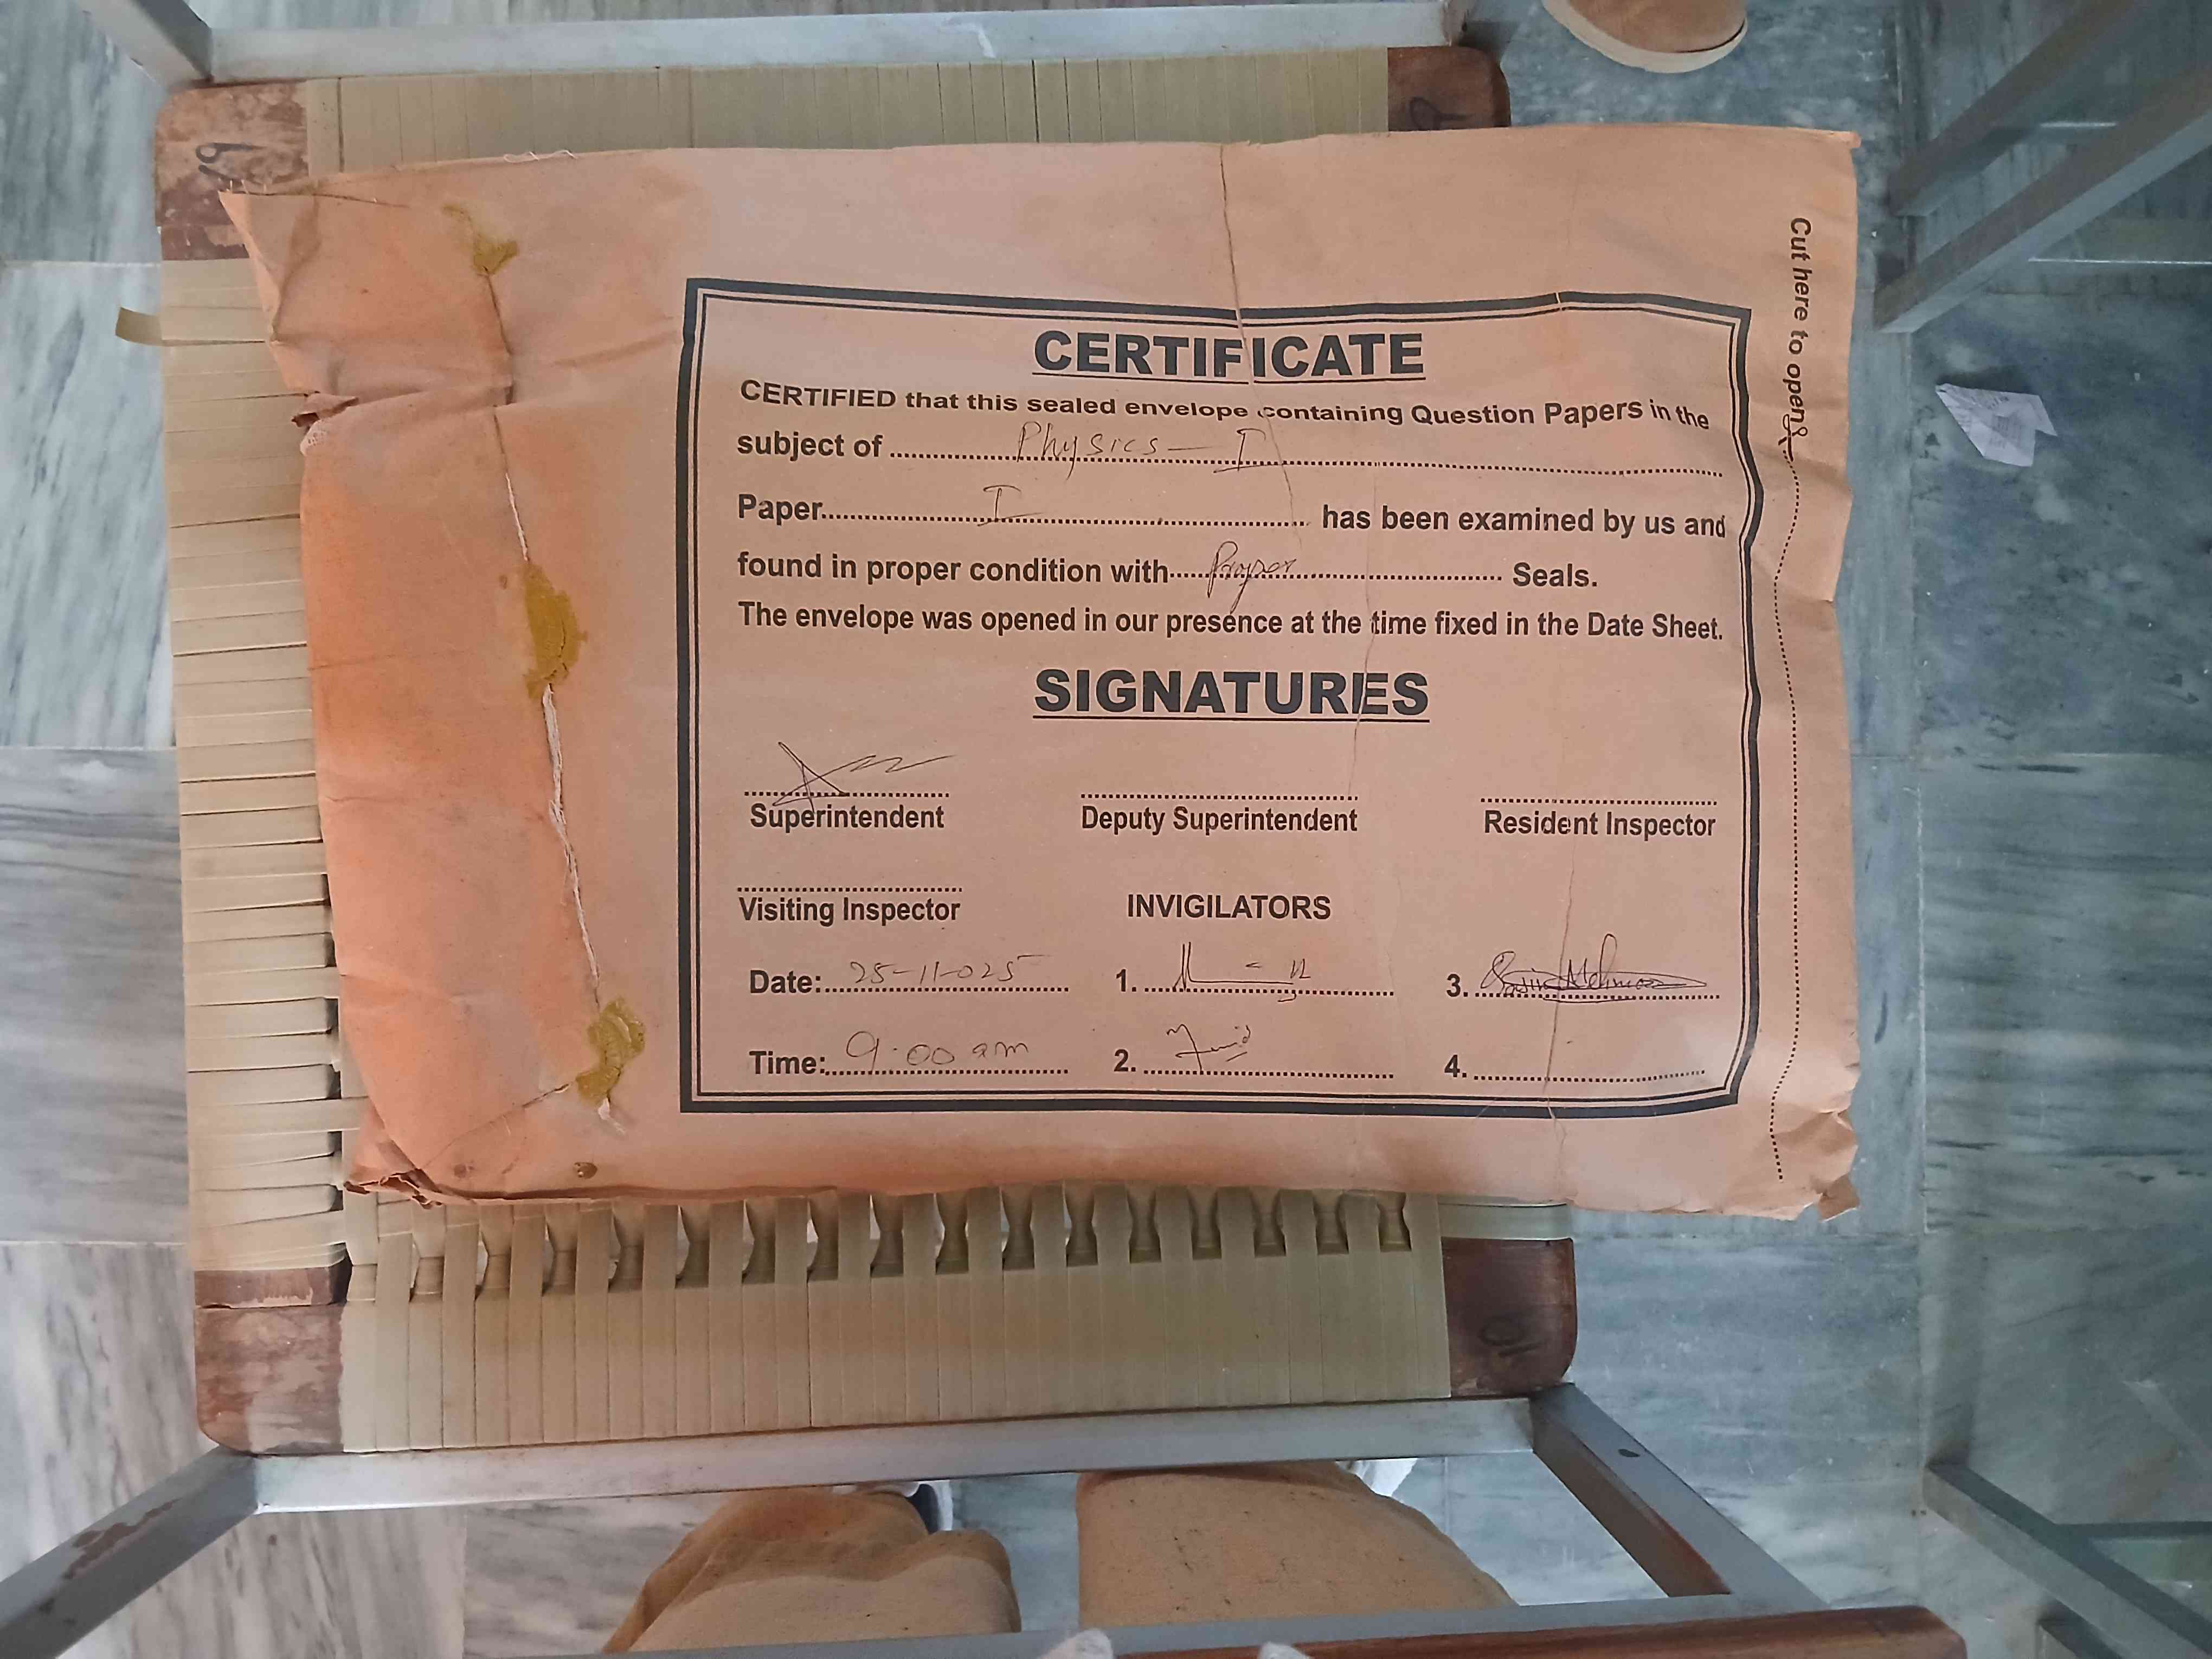 CERTIFICATE
CERTIFIED that this sealed envelope containing Question Papers in the
subject of Physics - I
Paper I has been examined by us and
found in proper condition with Proper Seals.
The envelope was opened in our presence at the time fixed in the Date Sheet.
SIGNATURES
Superintendent Deputy Superintendent Resident Inspector
Visiting Inspector INVIGILATORS
Date: 25-11-025 1. 3.
Time: 9:00 am 2. 4.
Cut here to open